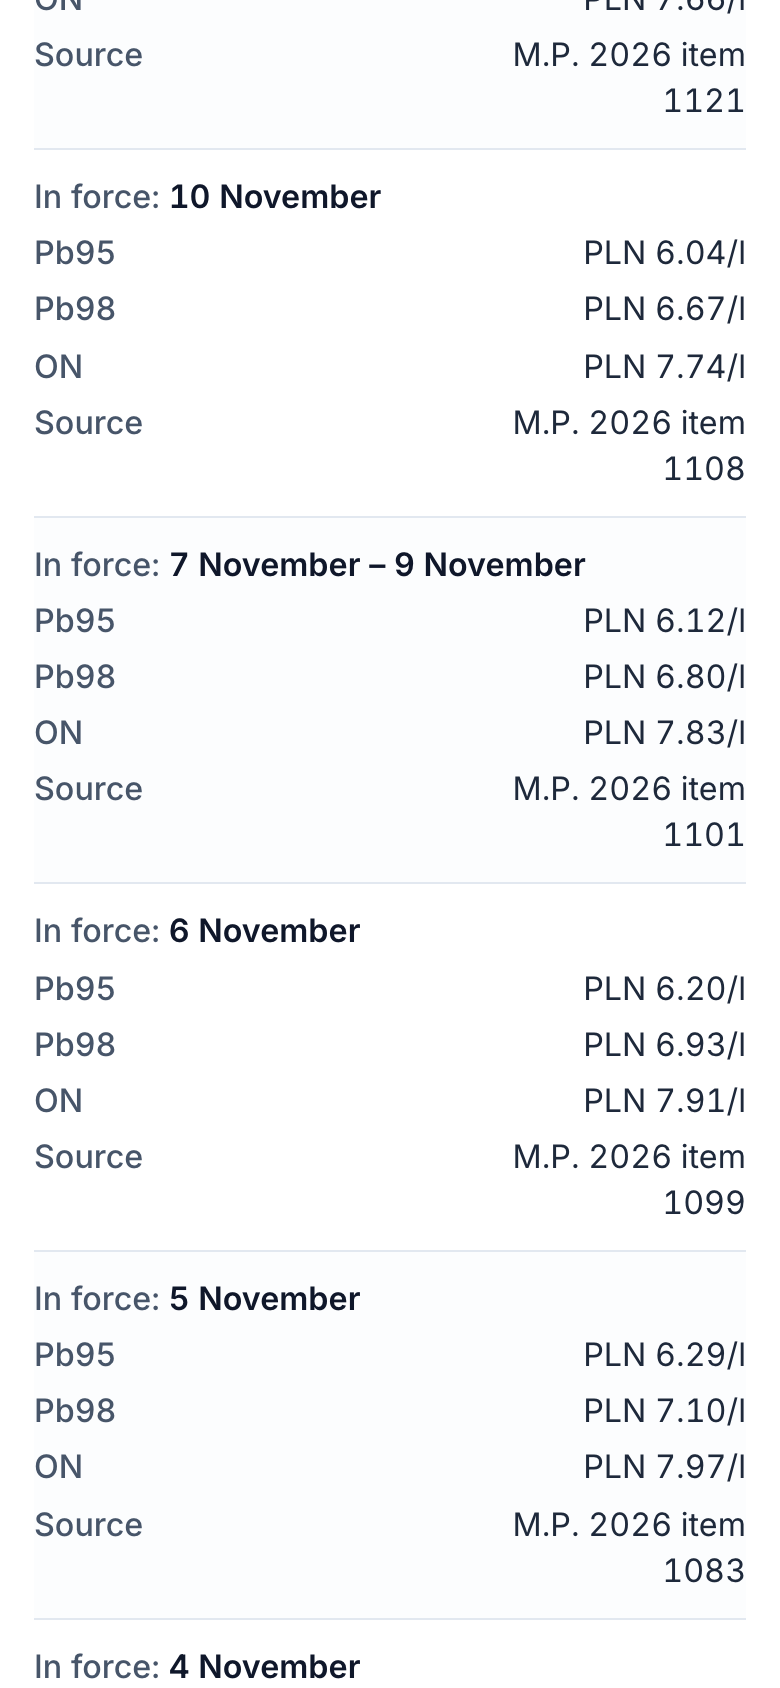 ON PLN 7.66/l
Source M.P. 2026 item
1121
In force: 10 November
Pb95 PLN 6.04/l
Pb98 PLN 6.67/l
ON PLN 7.74/l
Source M.P. 2026 item
1108
In force: 7 November – 9 November
Pb95 PLN 6.12/l
Pb98 PLN 6.80/l
ON PLN 7.83/l
Source M.P. 2026 item
1101
In force: 6 November
Pb95 PLN 6.20/l
Pb98 PLN 6.93/l
ON PLN 7.91/l
Source M.P. 2026 item
1099
In force: 5 November
Pb95 PLN 6.29/l
Pb98 PLN 7.10/l
ON PLN 7.97/l
Source M.P. 2026 item
1083
In force: 4 November